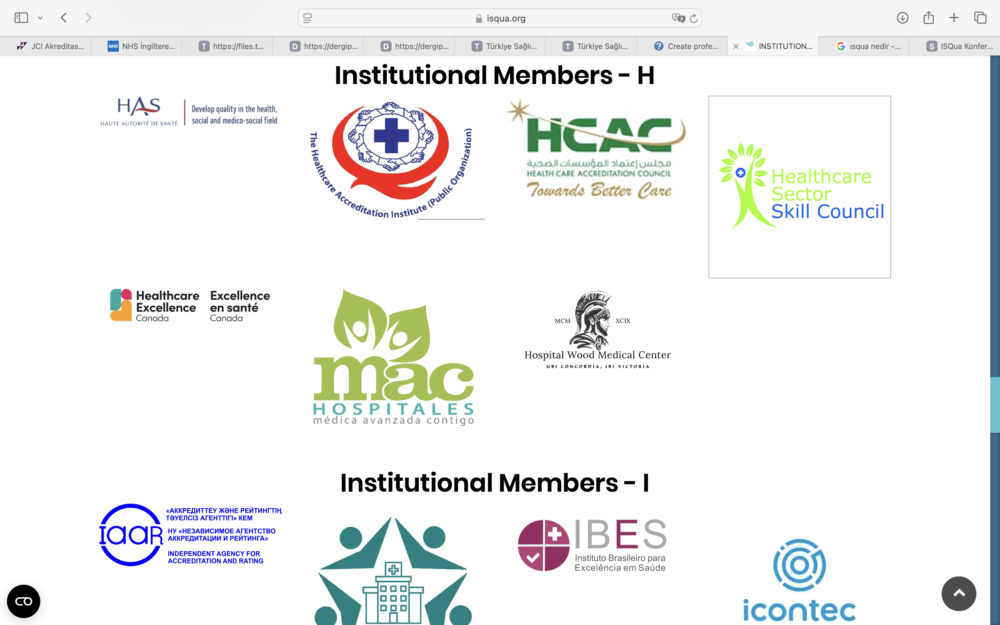 isqua.org
JCI Akreditas...
NHS
NHS İngiltere...
T
https://files.t...
D
https://dergip...
D
https://dergip...
T
Türkiye Sağlı...
T
Türkiye Sağlı...
?
Create profe...
INSTITUTION...
G
ısqua nedir -...
S
ISQua Konfer...
Institutional Members - H
HAS
HAUTE AUTORITÉ DE SANTÉ
Develop quality in the health,
social and medico-social field
The Healthcare Accreditation Institute (Public Organization)
HCAC
مجلس إعتماد المؤسسات الصحية
HEALTH CARE ACCREDITATION COUNCIL
Towards Better Care
Healthcare
Sector
Skill Council
Healthcare
Excellence
Canada
Excellence
en santé
Canada
mac
HOSPITALES
médica avanzada contigo
MCM
XCIX
Hospital Wood Medical Center
UBI CONCORDIA, IBI VICTORIA
Institutional Members - I
IaaR
«АККРЕДИТТЕУ ЖӘНЕ РЕЙТИНГТІҢ
ТӘУЕЛСІЗ АГЕНТТІГІ» КЕМ
НУ «НЕЗАВИСИМОЕ АГЕНТСТВО
АККРЕДИТАЦИИ И РЕЙТИНГА»
INDEPENDENT AGENCY FOR
ACCREDITATION AND RATING
IBES
Instituto Brasileiro para
Excelência em Saúde
icontec